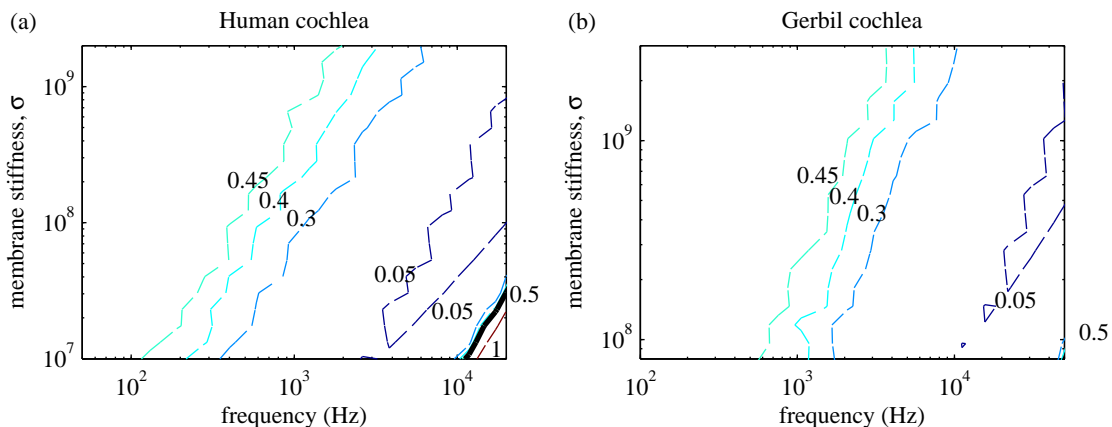 (a) Human cochlea
membrane stiffness, σ
10^9
10^8
10^7
0.45
0.4
0.3
0.05
0.05
0.5
1
10^2 10^3 10^4
frequency (Hz)
(b) Gerbil cochlea
membrane stiffness, σ
10^9
10^8
0.45
0.4
0.3
0.05
0.5
10^2 10^3 10^4
frequency (Hz)